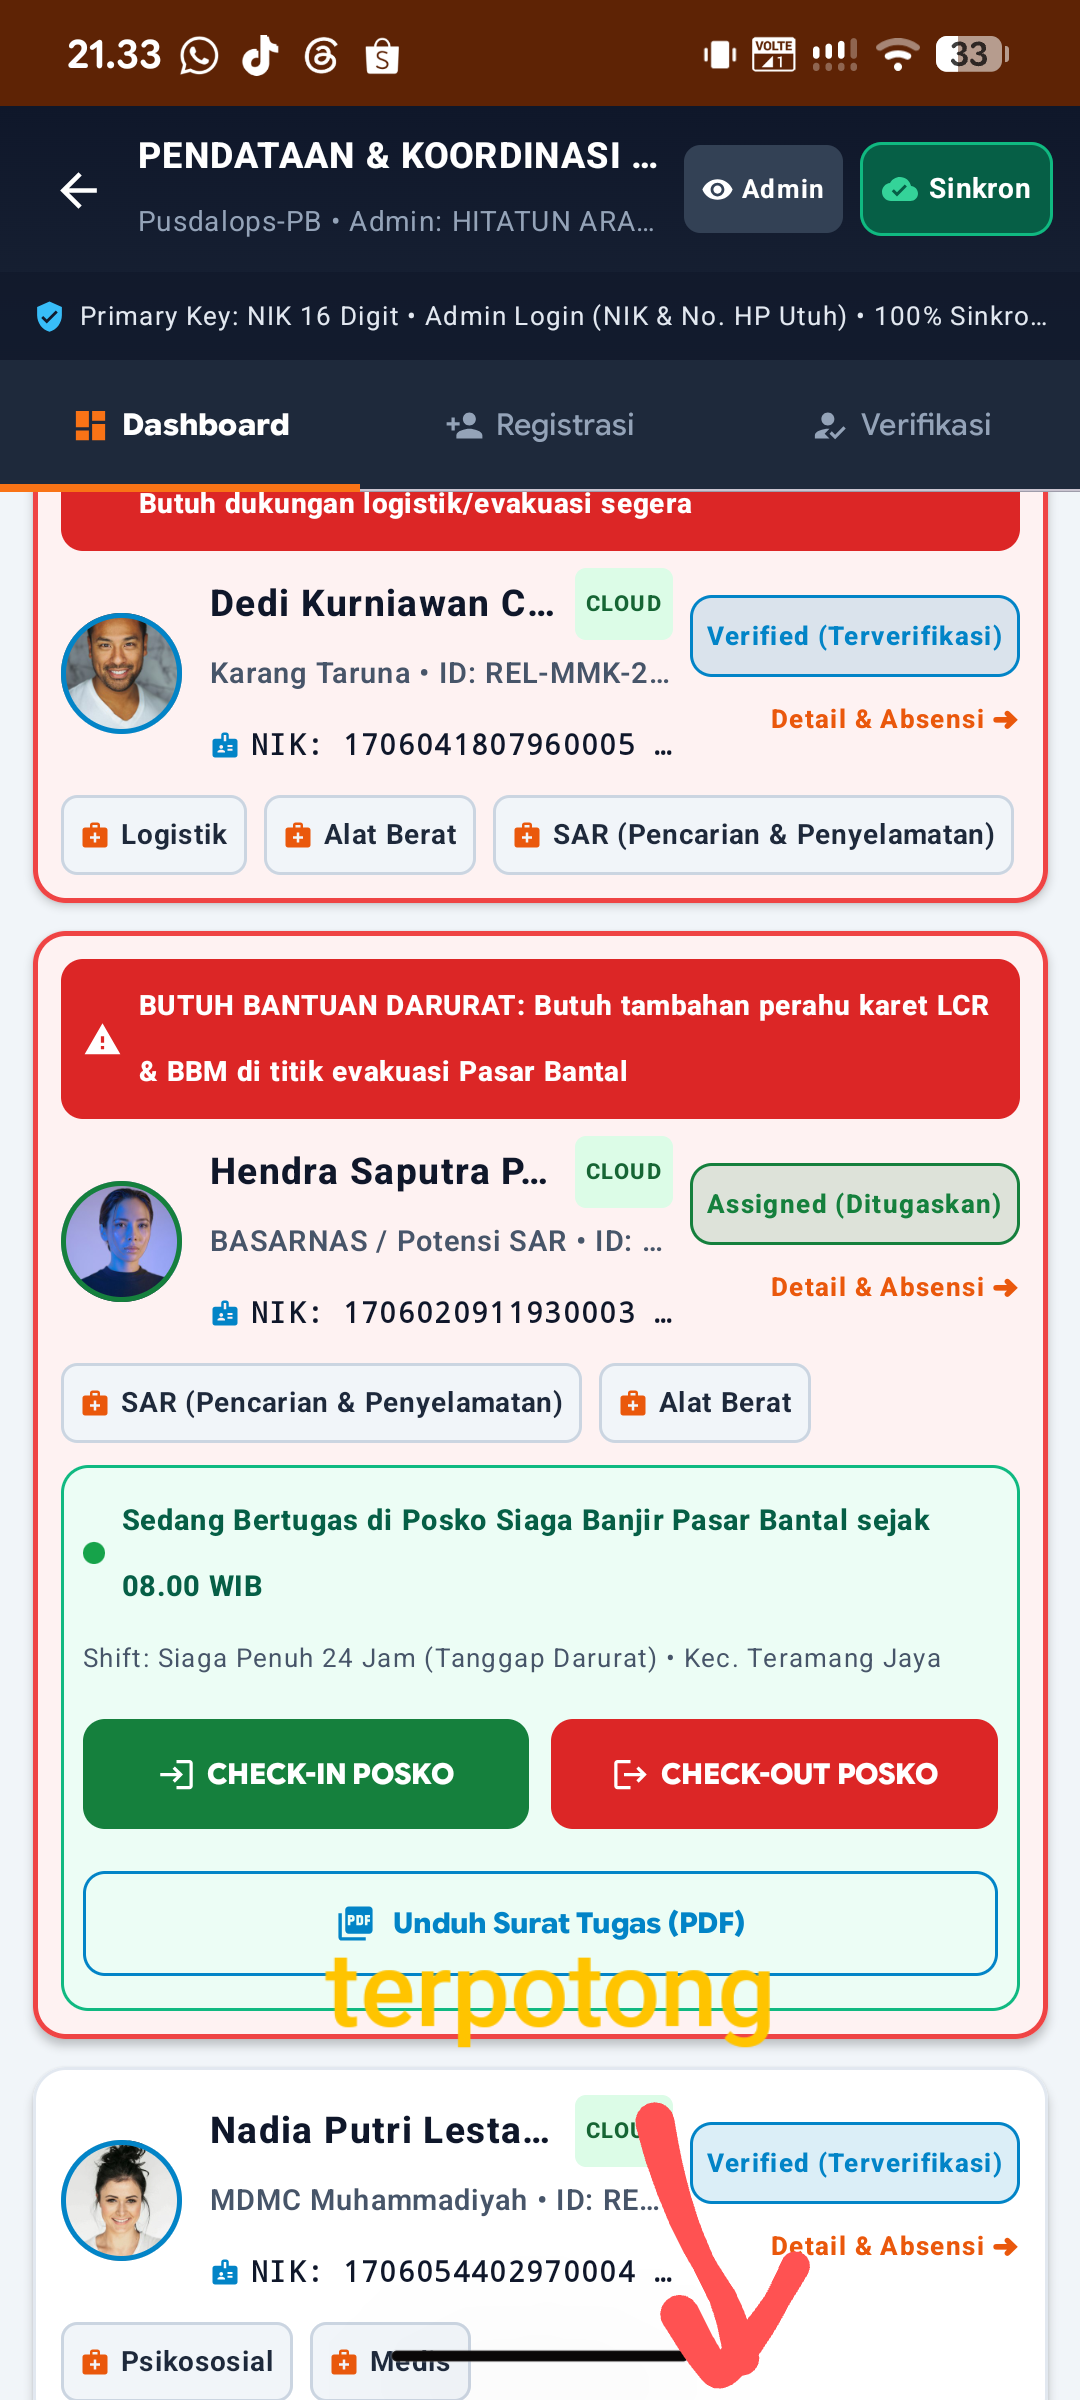 21.33
VOLTE
1
33
PENDATAAN & KOORDINASI ...
Pusdalops-PB • Admin: HITATUN ARA...
Admin
Sinkron
Primary Key: NIK 16 Digit • Admin Login (NIK & No. HP Utuh) • 100% Sinkro...
Dashboard
Registrasi
Verifikasi
Butuh dukungan logistik/evakuasi segera
Dedi Kurniawan C...
CLOUD
Verified (Terverifikasi)
Karang Taruna • ID: REL-MMK-2...
Detail & Absensi →
NIK: 1706041807960005 ...
Logistik
Alat Berat
SAR (Pencarian & Penyelamatan)
BUTUH BANTUAN DARURAT: Butuh tambahan perahu karet LCR
& BBM di titik evakuasi Pasar Bantal
Hendra Saputra P...
CLOUD
Assigned (Ditugaskan)
BASARNAS / Potensi SAR • ID: ...
Detail & Absensi →
NIK: 1706020911930003 ...
SAR (Pencarian & Penyelamatan)
Alat Berat
Sedang Bertugas di Posko Siaga Banjir Pasar Bantal sejak
08.00 WIB
Shift: Siaga Penuh 24 Jam (Tanggap Darurat) • Kec. Teramang Jaya
CHECK-IN POSKO
CHECK-OUT POSKO
PDF
Unduh Surat Tugas (PDF)
terpotong
Nadia Putri Lesta...
CLOUD
Verified (Terverifikasi)
MDMC Muhammadiyah • ID: RE...
Detail & Absensi →
NIK: 1706054402970004 ...
Psikososial
Medis